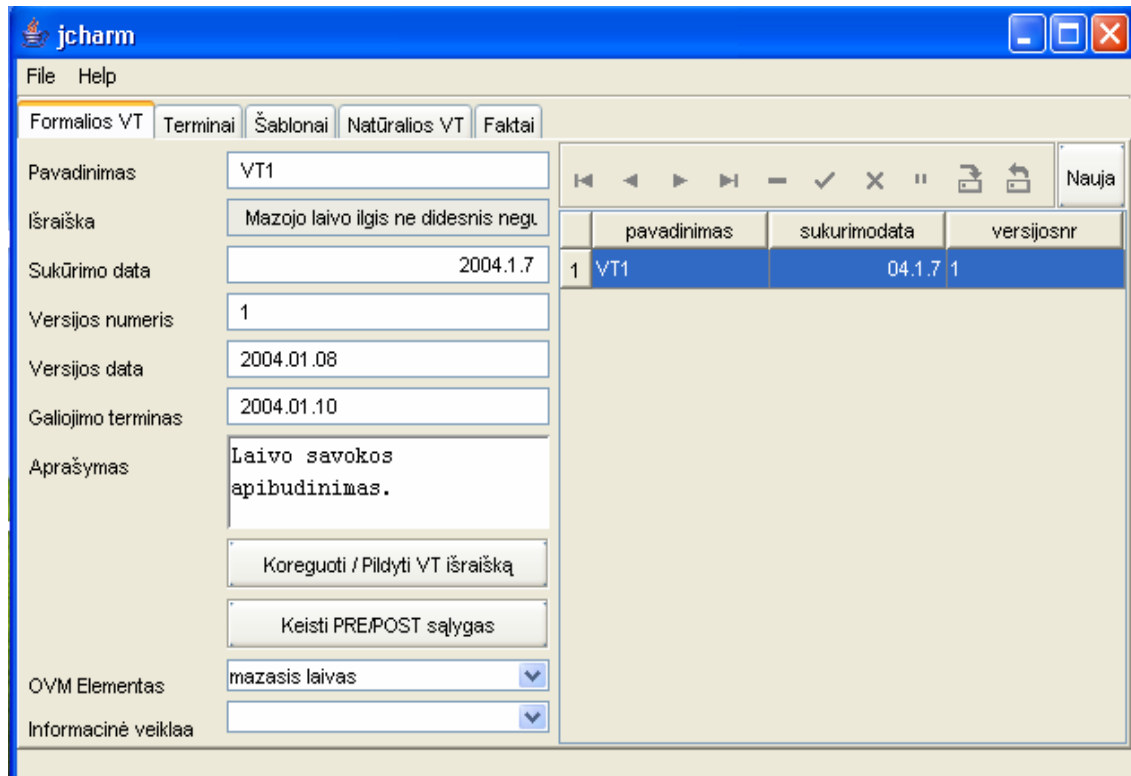 jcharm
File Help
Formalios VT Terminai Šablonai Natūralios VT Faktai
Pavadinimas VT1
Išraiška Mazojo laivo ilgis ne didesnis negu
Sukūrimo data 2004.1.7
Versijos numeris 1
Versijos data 2004.01.08
Galiojimo terminas 2004.01.10
Aprašymas Laivo savokos
apibudinimas.
Koreguoti / Pildyti VT išraišką
Keisti PRE/POST sąlygas
OVM Elementas mazasis laivas
Informacinė veiklaa
Nauja
pavadinimas sukurimodata versijosnr
1 VT1 04.1.7 1